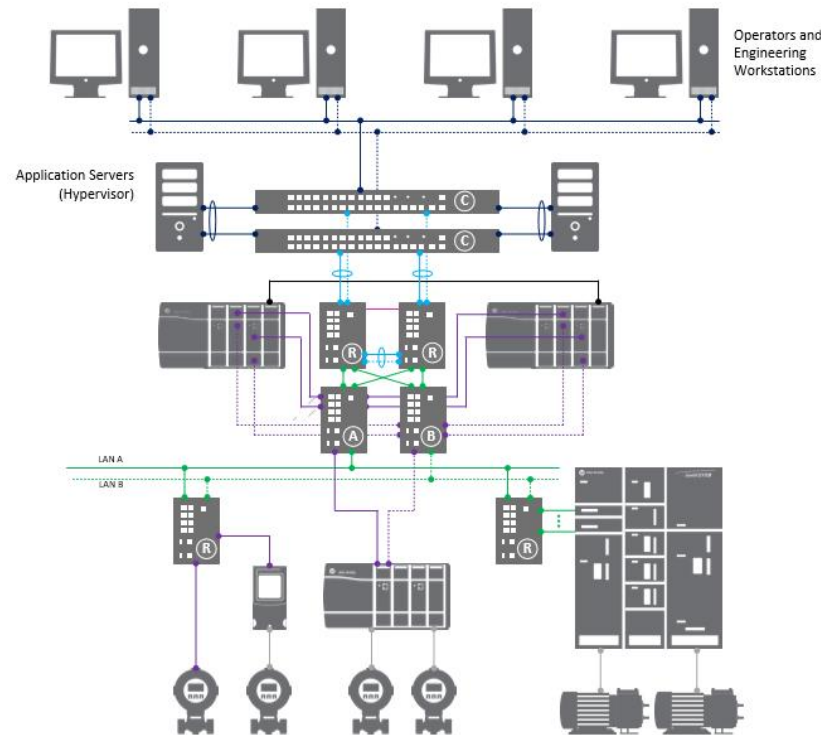 Operators and
Engineering
Workstations
Application Servers
(Hypervisor)
C
C
R
R
A
B
LAN A
LAN B
R
R